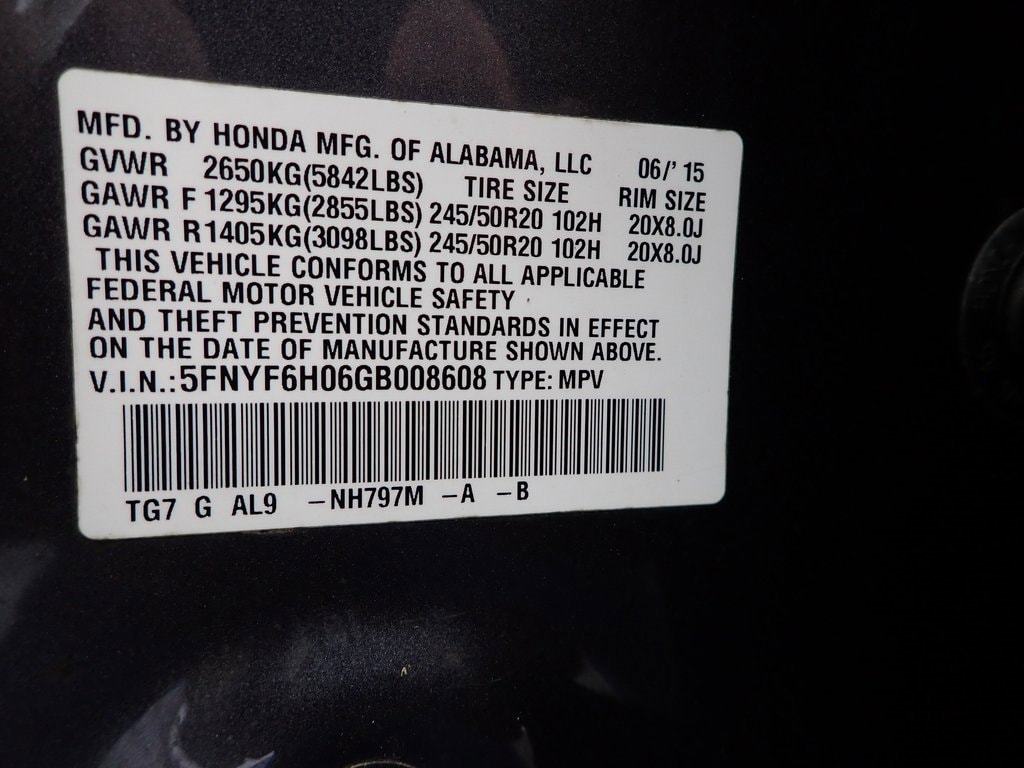 MFD. BY HONDA MFG. OF ALABAMA, LLC 06/'15
GVWR 2650KG(5842LBS) TIRE SIZE RIM SIZE
GAWR F 1295KG(2855LBS) 245/50R20 102H 20X8.0J
GAWR R 1405KG(3098LBS) 245/50R20 102H 20X8.0J
THIS VEHICLE CONFORMS TO ALL APPLICABLE
FEDERAL MOTOR VEHICLE SAFETY
AND THEFT PREVENTION STANDARDS IN EFFECT
ON THE DATE OF MANUFACTURE SHOWN ABOVE.
V.I.N.: 5FNYF6H06GB008608 TYPE: MPV
TG7 G AL9 –NH797M –A –B